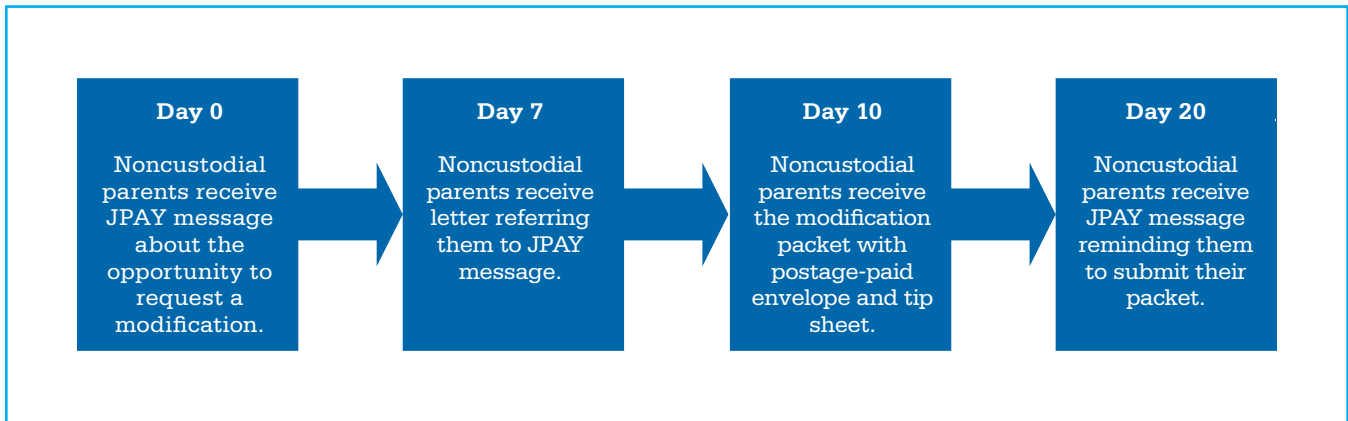 Day 0
Noncustodial
parents receive
JPAY message
about the
opportunity to
request a
modification.
Day 7
Noncustodial
parents receive
letter referring
them to JPAY
message.
Day 10
Noncustodial
parents receive
the modification
packet with
postage-paid
envelope and tip
sheet.
Day 20
Noncustodial
parents receive
JPAY message
reminding them
to submit their
packet.